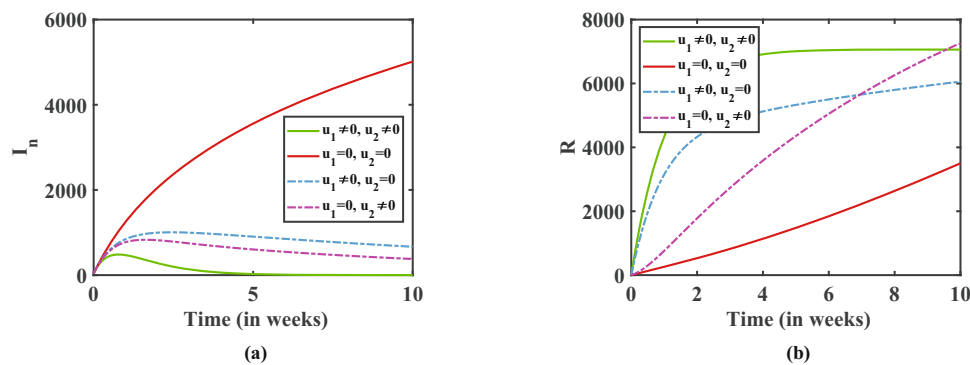 6000
4000
2000
0
I_n
u_1≠0, u_2≠0
u_1=0, u_2=0
u_1≠0, u_2=0
u_1=0, u_2≠0
0 5 10
Time (in weeks)
(a)
8000
6000
4000
2000
0
R
u_1≠0, u_2≠0
u_1=0, u_2=0
u_1≠0, u_2=0
u_1=0, u_2≠0
0 2 4 6 8 10
Time (in weeks)
(b)